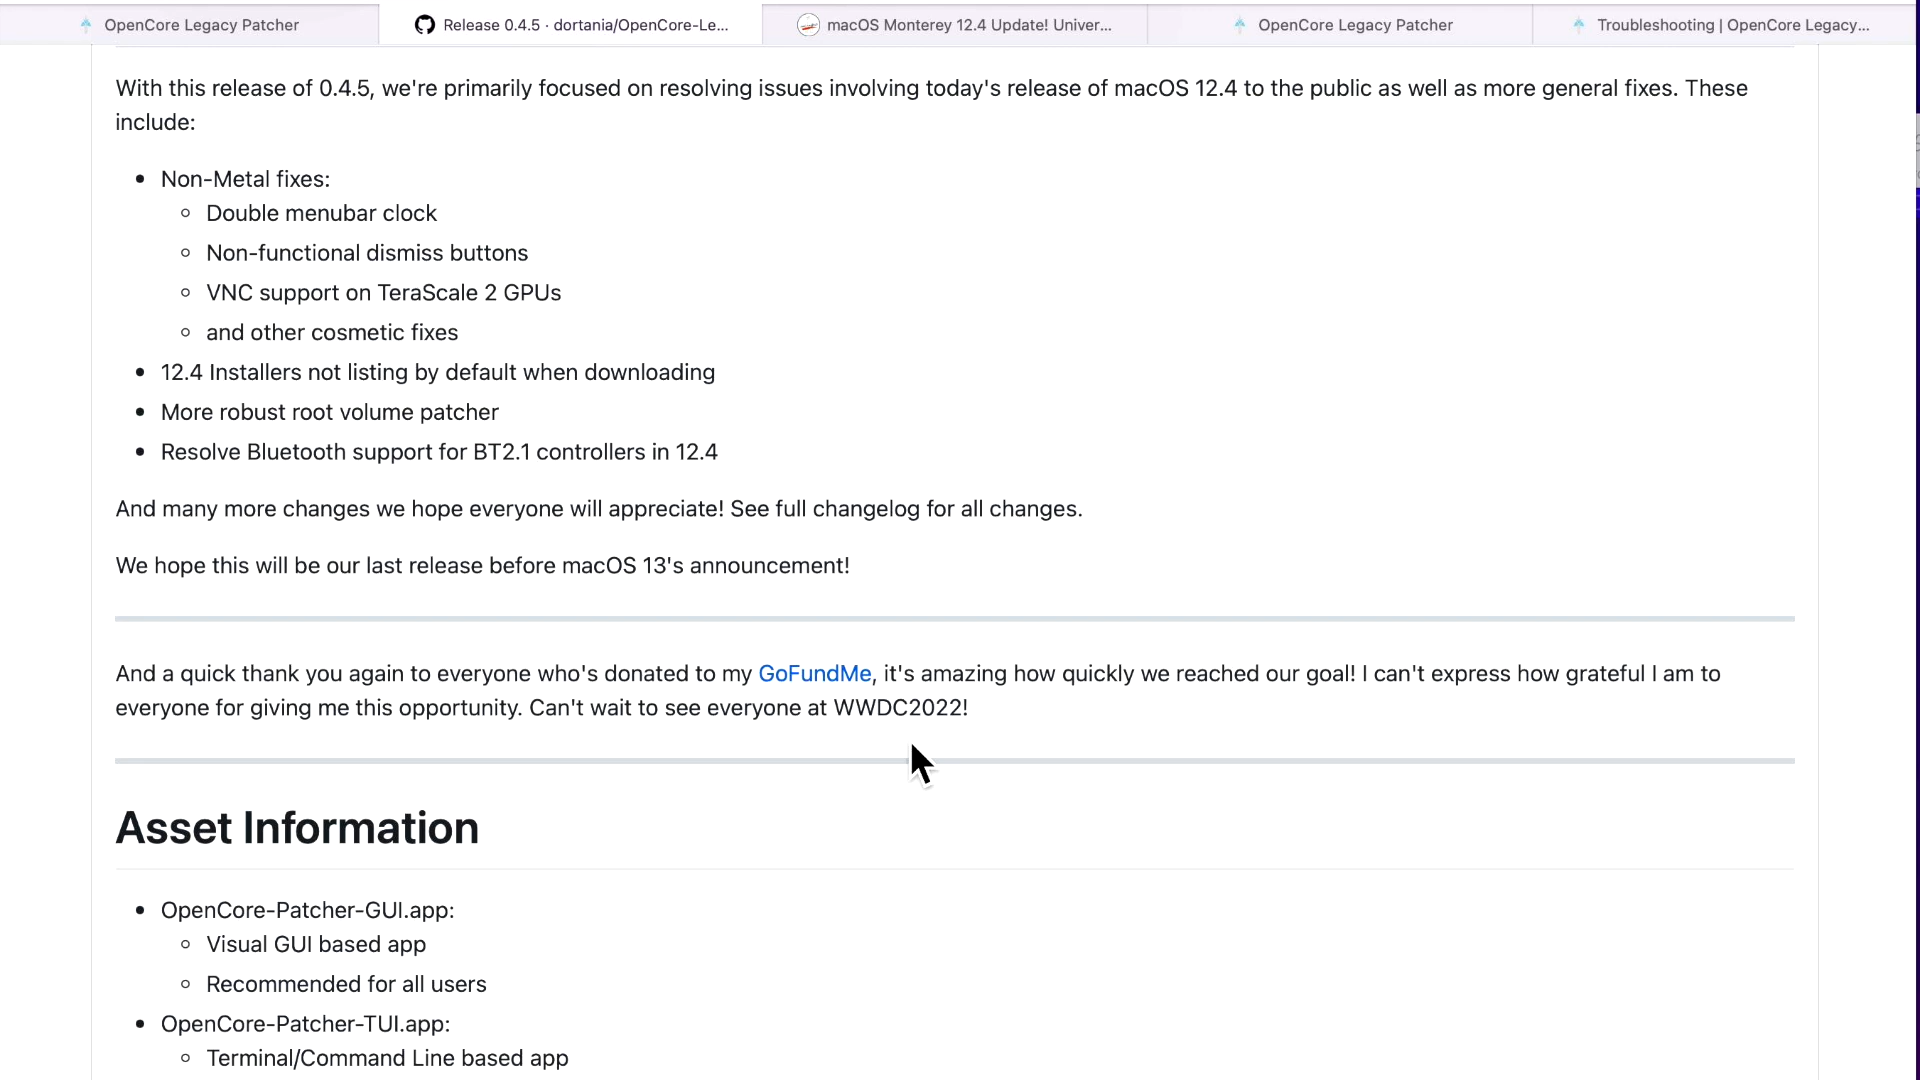 OpenCore Legacy Patcher
Release 0.4.5 · dortania/OpenCore-Le...
macOS Monterey 12.4 Update! Univer...
OpenCore Legacy Patcher
Troubleshooting | OpenCore Legacy...
With this release of 0.4.5, we're primarily focused on resolving issues involving today's release of macOS 12.4 to the public as well as more general fixes. These
include:
Non-Metal fixes:
Double menubar clock
Non-functional dismiss buttons
VNC support on TeraScale 2 GPUs
and other cosmetic fixes
12.4 Installers not listing by default when downloading
More robust root volume patcher
Resolve Bluetooth support for BT2.1 controllers in 12.4
And many more changes we hope everyone will appreciate! See full changelog for all changes.
We hope this will be our last release before macOS 13's announcement!
And a quick thank you again to everyone who's donated to my GoFundMe, it's amazing how quickly we reached our goal! I can't express how grateful I am to
everyone for giving me this opportunity. Can't wait to see everyone at WWDC2022!
Asset Information
OpenCore-Patcher-GUI.app:
Visual GUI based app
Recommended for all users
OpenCore-Patcher-TUI.app:
Terminal/Command Line based app